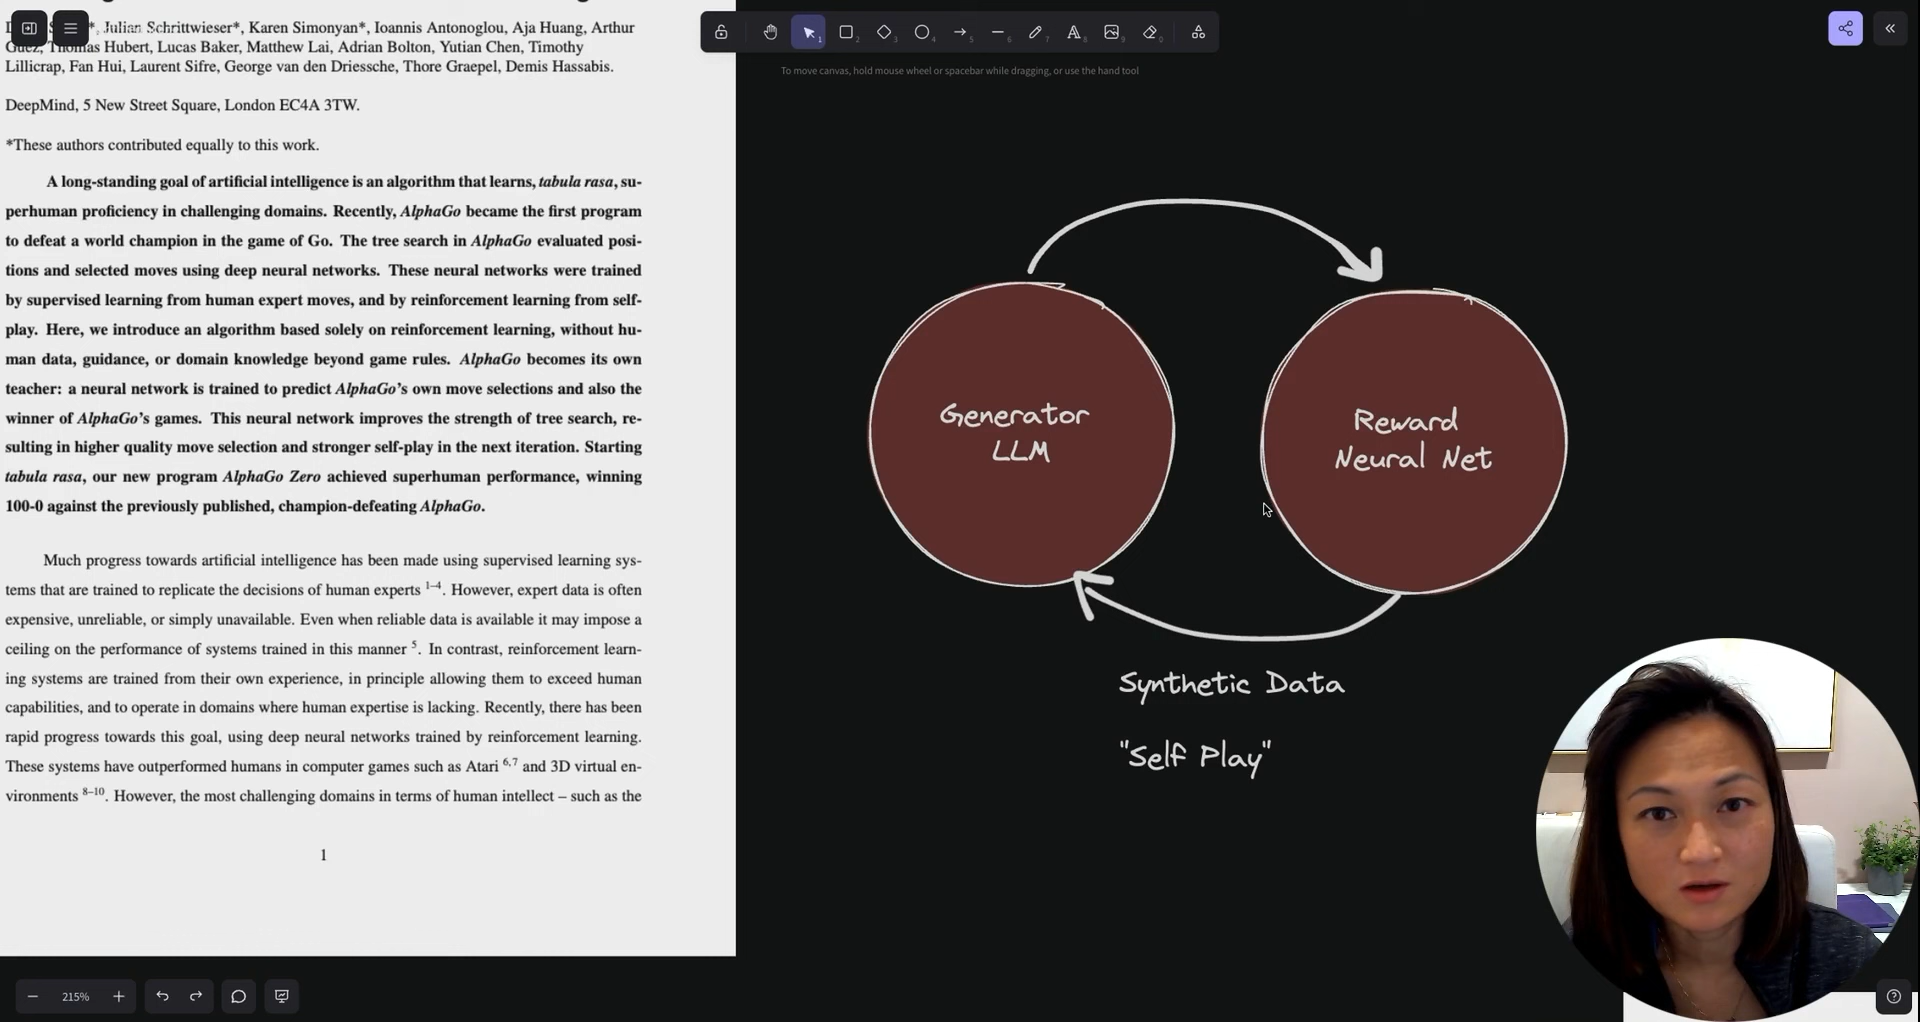 Julian Schrittwieser*, Karen Simonyan*, Ioannis Antonoglou, Aja Huang, Arthur
Guez, Thomas Hubert, Lucas Baker, Matthew Lai, Adrian Bolton, Yutian Chen, Timothy
Lillicrap, Fan Hui, Laurent Sifre, George van den Driessche, Thore Graepel, Demis Hassabis.
DeepMind, 5 New Street Square, London EC4A 3TW.
*These authors contributed equally to this work.
A long-standing goal of artificial intelligence is an algorithm that learns, tabula rasa, su-
perhuman proficiency in challenging domains. Recently, AlphaGo became the first program
to defeat a world champion in the game of Go. The tree search in AlphaGo evaluated posi-
tions and selected moves using deep neural networks. These neural networks were trained
by supervised learning from human expert moves, and by reinforcement learning from self-
play. Here, we introduce an algorithm based solely on reinforcement learning, without hu-
man data, guidance, or domain knowledge beyond game rules. AlphaGo becomes its own
teacher: a neural network is trained to predict AlphaGo's own move selections and also the
winner of AlphaGo's games. This neural network improves the strength of tree search, re-
sulting in higher quality move selection and stronger self-play in the next iteration. Starting
tabula rasa, our new program AlphaGo Zero achieved superhuman performance, winning
100-0 against the previously published, champion-defeating AlphaGo.
Much progress towards artificial intelligence has been made using supervised learning sys-
tems that are trained to replicate the decisions of human experts 1–4. However, expert data is often
expensive, unreliable, or simply unavailable. Even when reliable data is available it may impose a
ceiling on the performance of systems trained in this manner 5. In contrast, reinforcement learn-
ing systems are trained from their own experience, in principle allowing them to exceed human
capabilities, and to operate in domains where human expertise is lacking. Recently, there has been
rapid progress towards this goal, using deep neural networks trained by reinforcement learning.
These systems have outperformed humans in computer games such as Atari 6,7 and 3D virtual en-
vironments 8–10. However, the most challenging domains in terms of human intellect – such as the
1
1
2
3
4
5
6
7
8
9
0
To move canvas, hold mouse wheel or spacebar while dragging, or use the hand tool
Generator
LLM
Reward
Neural Net
Synthetic Data
"Self Play"
215%